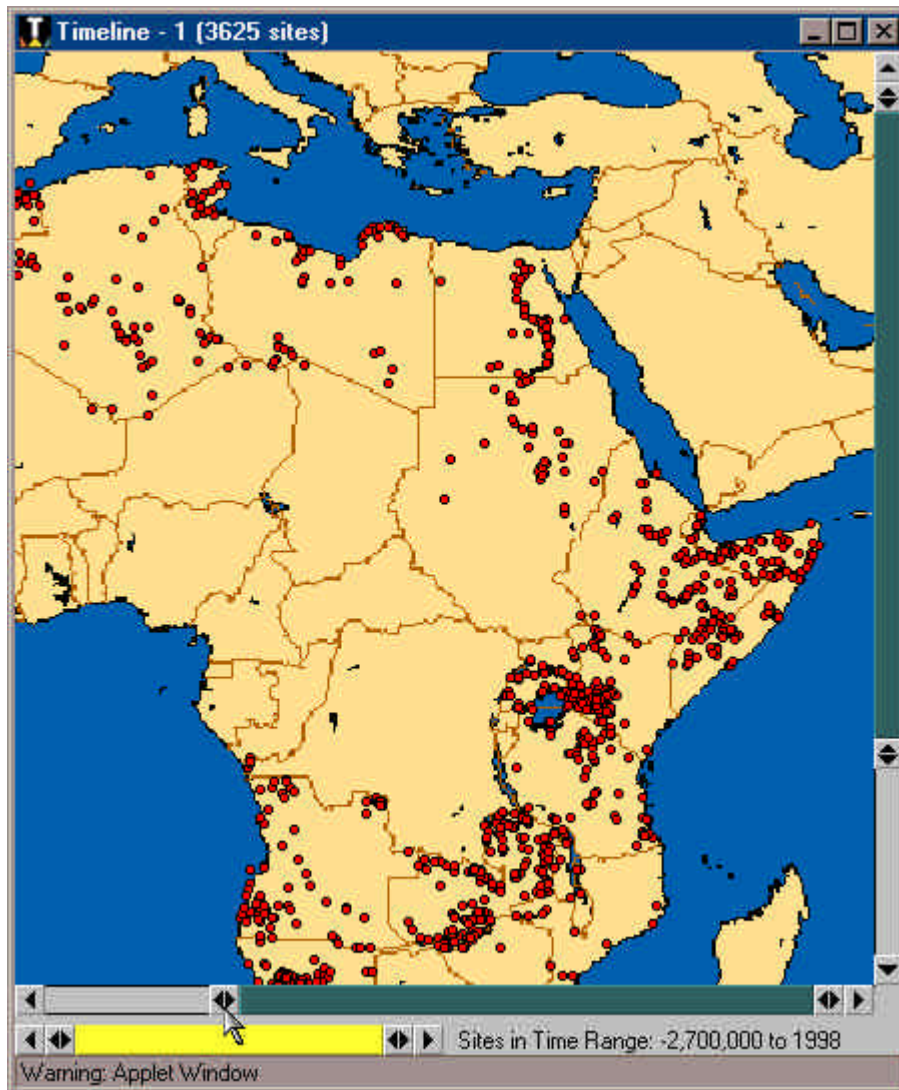 Timeline - 1 (3625 sites)
Sites in Time Range: -2,700,000 to 1998
Warning: Applet Window